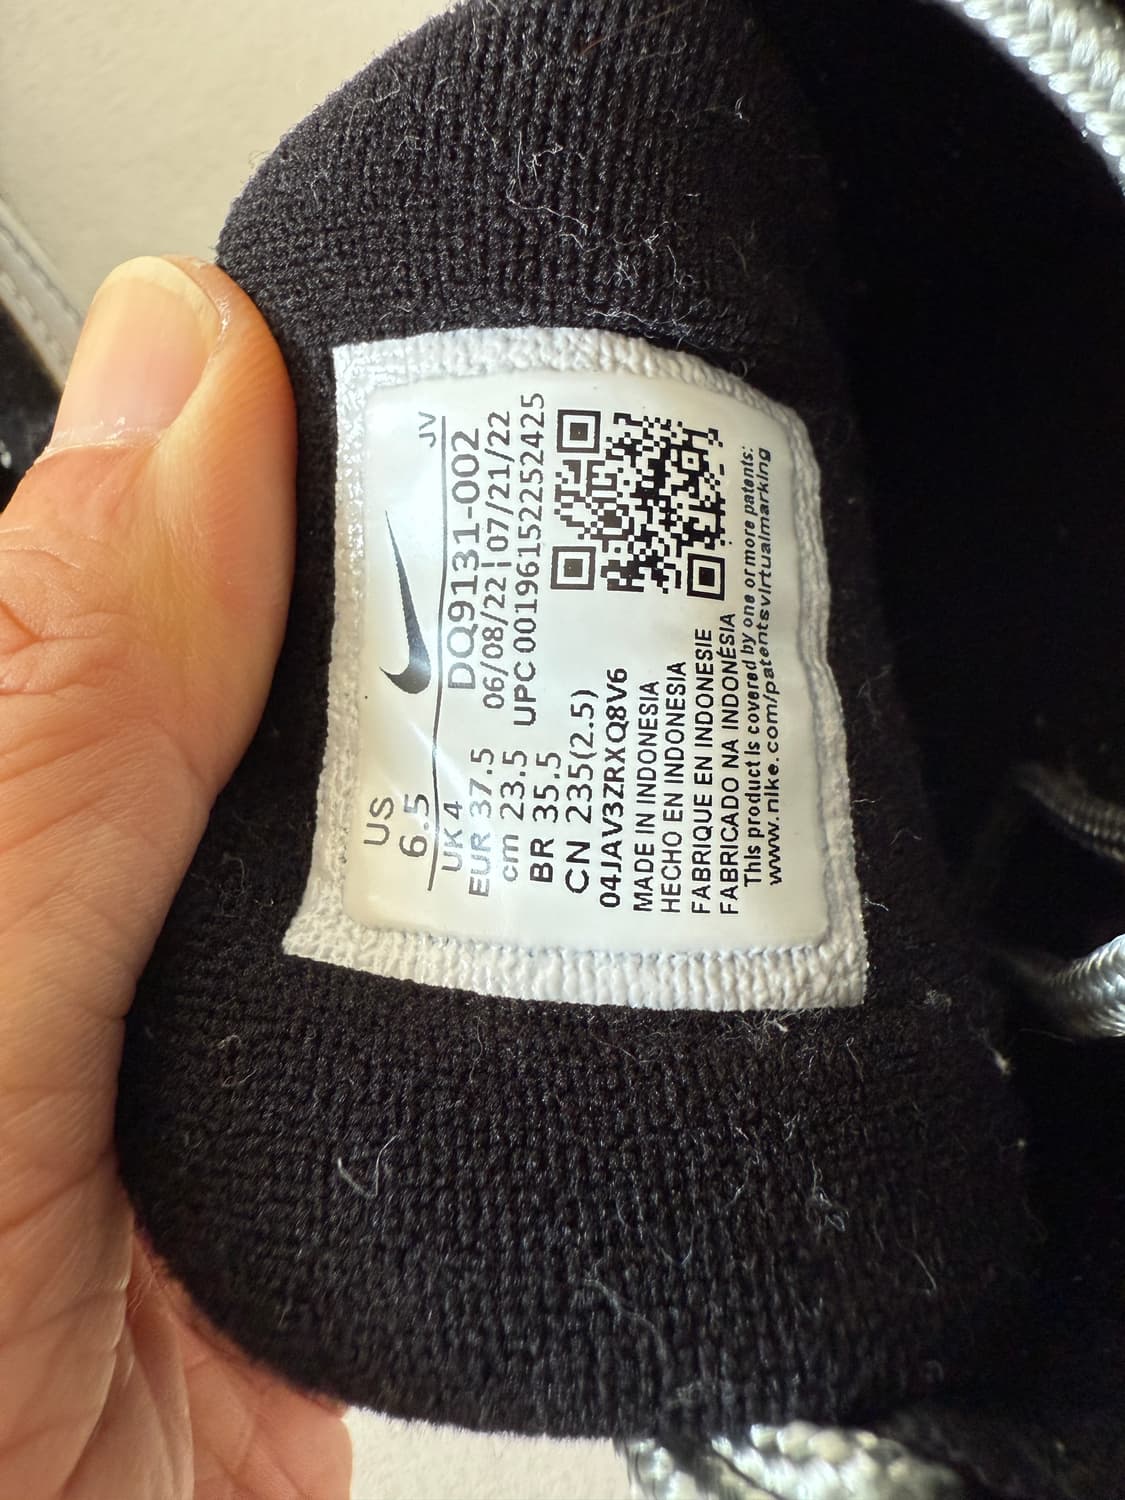 US
6.5
JV
UK 4
DQ9131-002
EUR 37.5
06/08/22 | 07/21/22
cm 23.5
UPC 00196152252425
BR 35.5
CN 235(2.5)
04JAV3ZRXQ8V6
MADE IN INDONESIA
HECHO EN INDONESIA
FABRIQUE EN INDONESIE
FABRICADO NA INDONÉSIA
This product is covered by one or more patents:
www.nike.com/patentsvirtualmarking